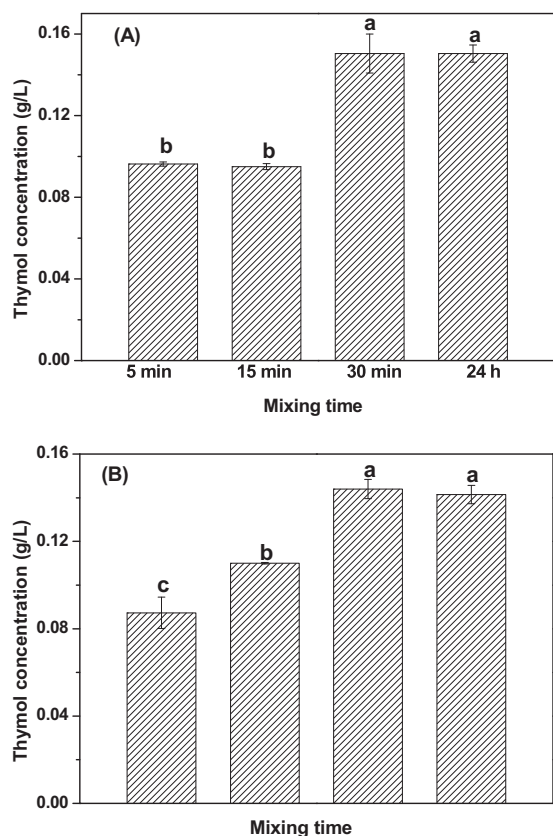 (A)
Thymol concentration (g/L)
0.16
0.12
0.08
0.04
0.00
b
b
a
a
5 min
15 min
30 min
24 h
Mixing time
(B)
Thymol concentration (g/L)
0.16
0.12
0.08
0.04
0.00
c
b
a
a
Mixing time